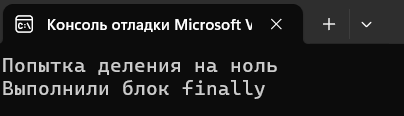 Консоль отладки Microsoft V
Попытка деления на ноль
Выполнили блок finally